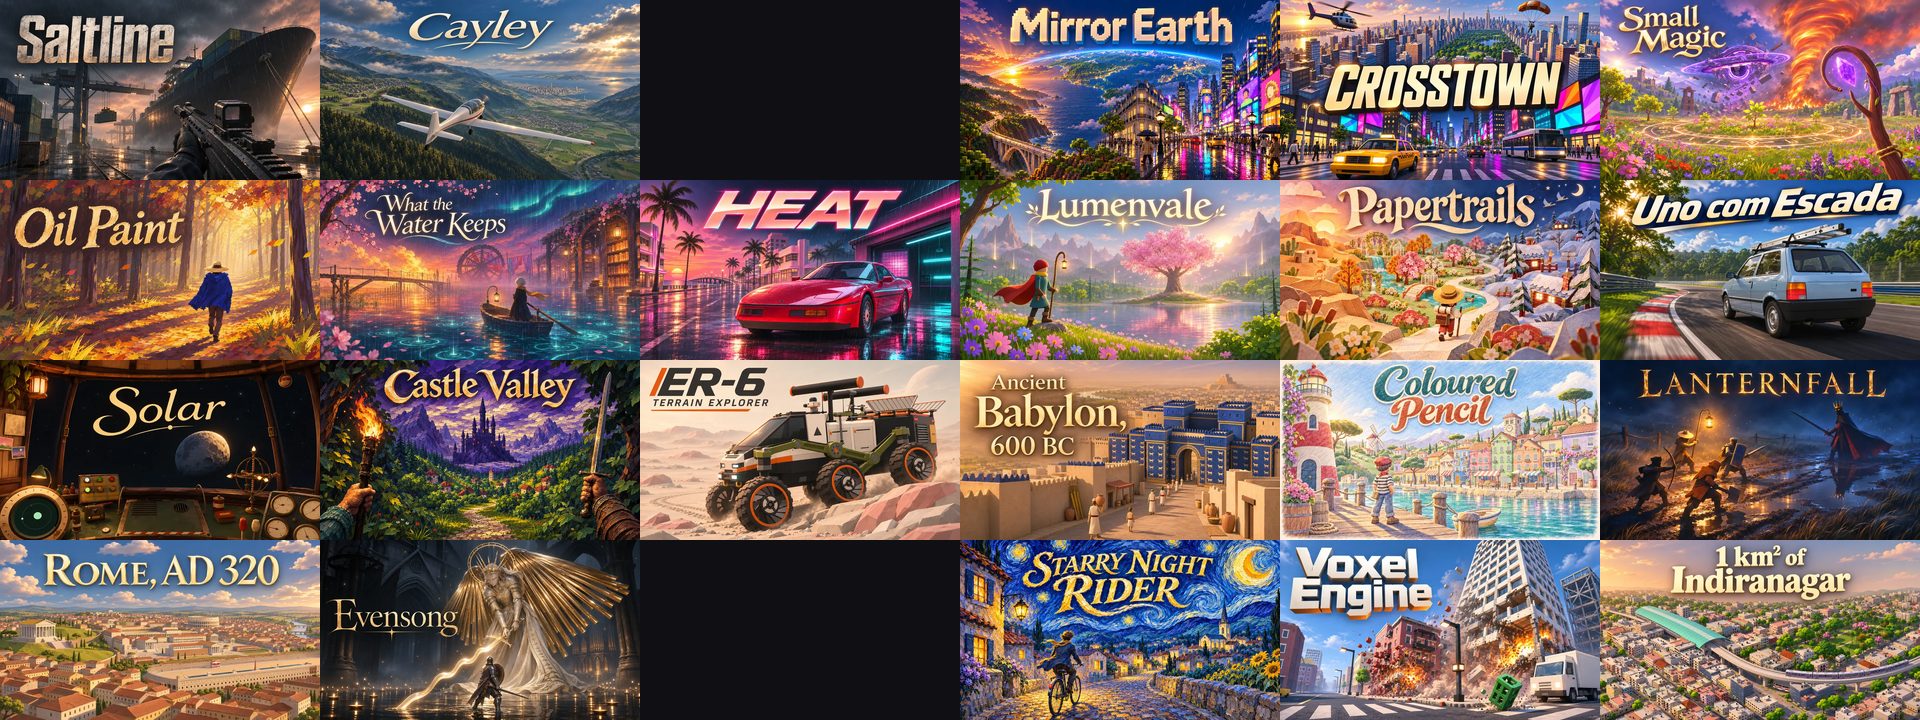 Saltline
Cayley
Mirror Earth
CROSSTOWN
Small
Magic
Oil Paint
What the
Water Keeps
HEAT
Lumenvale
Papertrails
Uno com Escada
Solar
Castle Valley
ER-6
TERRAIN EXPLORER
Ancient
Babylon,
600 BC
Coloured
Pencil
LANTERNFALL
ROME, AD 320
Evensong
STARRY NIGHT
RIDER
Voxel
Engine
1 km² of
Indiranagar